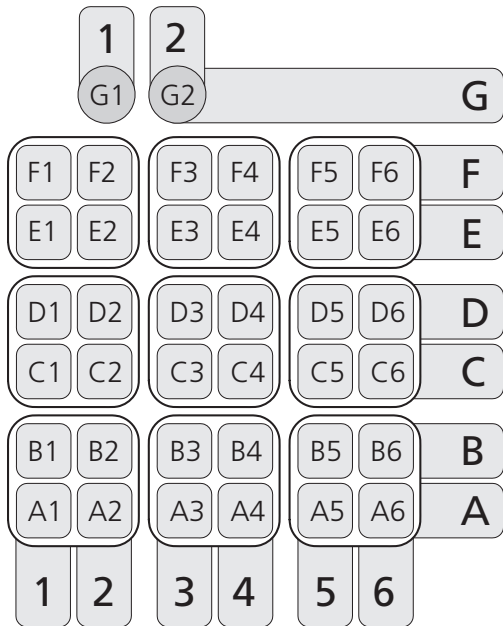 1 2
G1 G2 G
F1 F2 F3 F4 F5 F6 F
E1 E2 E3 E4 E5 E6 E
D1 D2 D3 D4 D5 D6 D
C1 C2 C3 C4 C5 C6 C
B1 B2 B3 B4 B5 B6 B
A1 A2 A3 A4 A5 A6 A
1 2 3 4 5 6